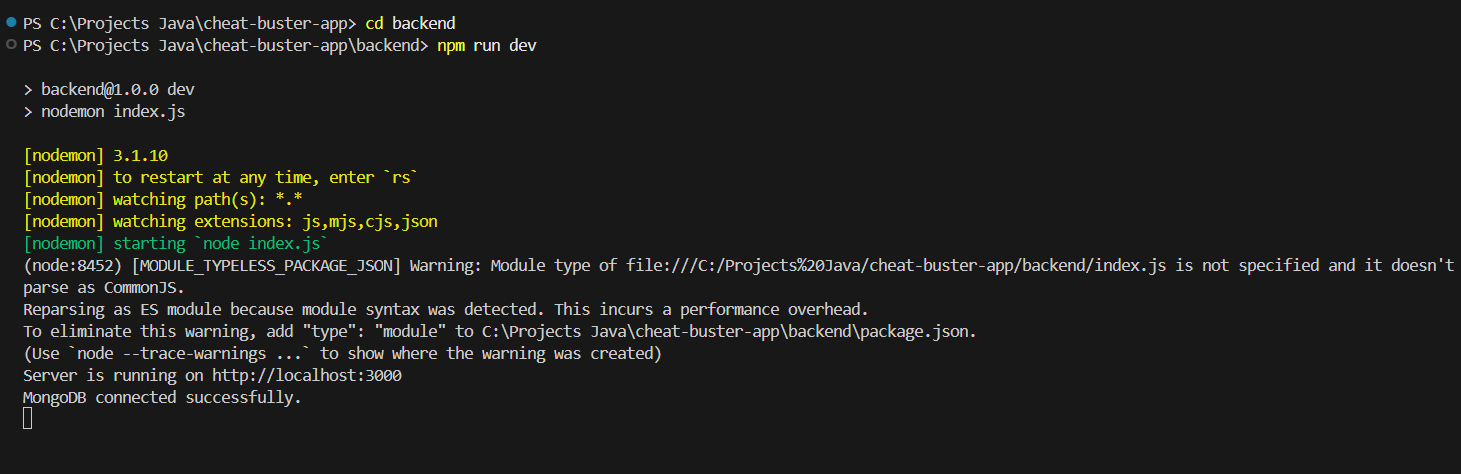 PS C:\Projects Java\cheat-buster-app> cd backend
PS C:\Projects Java\cheat-buster-app\backend> npm run dev
> backend@1.0.0 dev
> nodemon index.js
[nodemon] 3.1.10
[nodemon] to restart at any time, enter `rs`
[nodemon] watching path(s): *.*
[nodemon] watching extensions: js,mjs,cjs,json
[nodemon] starting `node index.js`
(node:8452) [MODULE_TYPELESS_PACKAGE_JSON] Warning: Module type of file:///C:/Projects%20Java/cheat-buster-app/backend/index.js is not specified and it doesn't
parse as CommonJS.
Reparsing as ES module because module syntax was detected. This incurs a performance overhead.
To eliminate this warning, add "type": "module" to C:\Projects Java\cheat-buster-app\backend\package.json.
(Use `node --trace-warnings ...` to show where the warning was created)
Server is running on http://localhost:3000
MongoDB connected successfully.